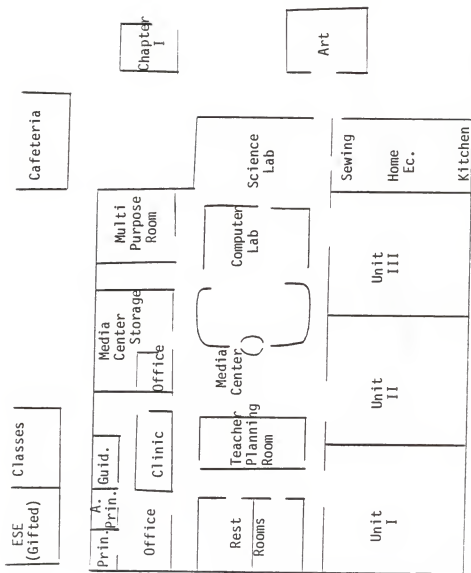 ESE
(Gifted)
Classes
Cafeteria
Chapter
I
Art
Prin.
A.
Prin.
Guid.
Office
Clinic
Media
Center
Storage
Office
Multi
Purpose
Room
Rest
Rooms
Teacher
Planning
Room
Media
Center
Computer
Lab
Science
Lab
Unit
I
Unit
II
Unit
III
Sewing
Home
Ec.
Kitchen